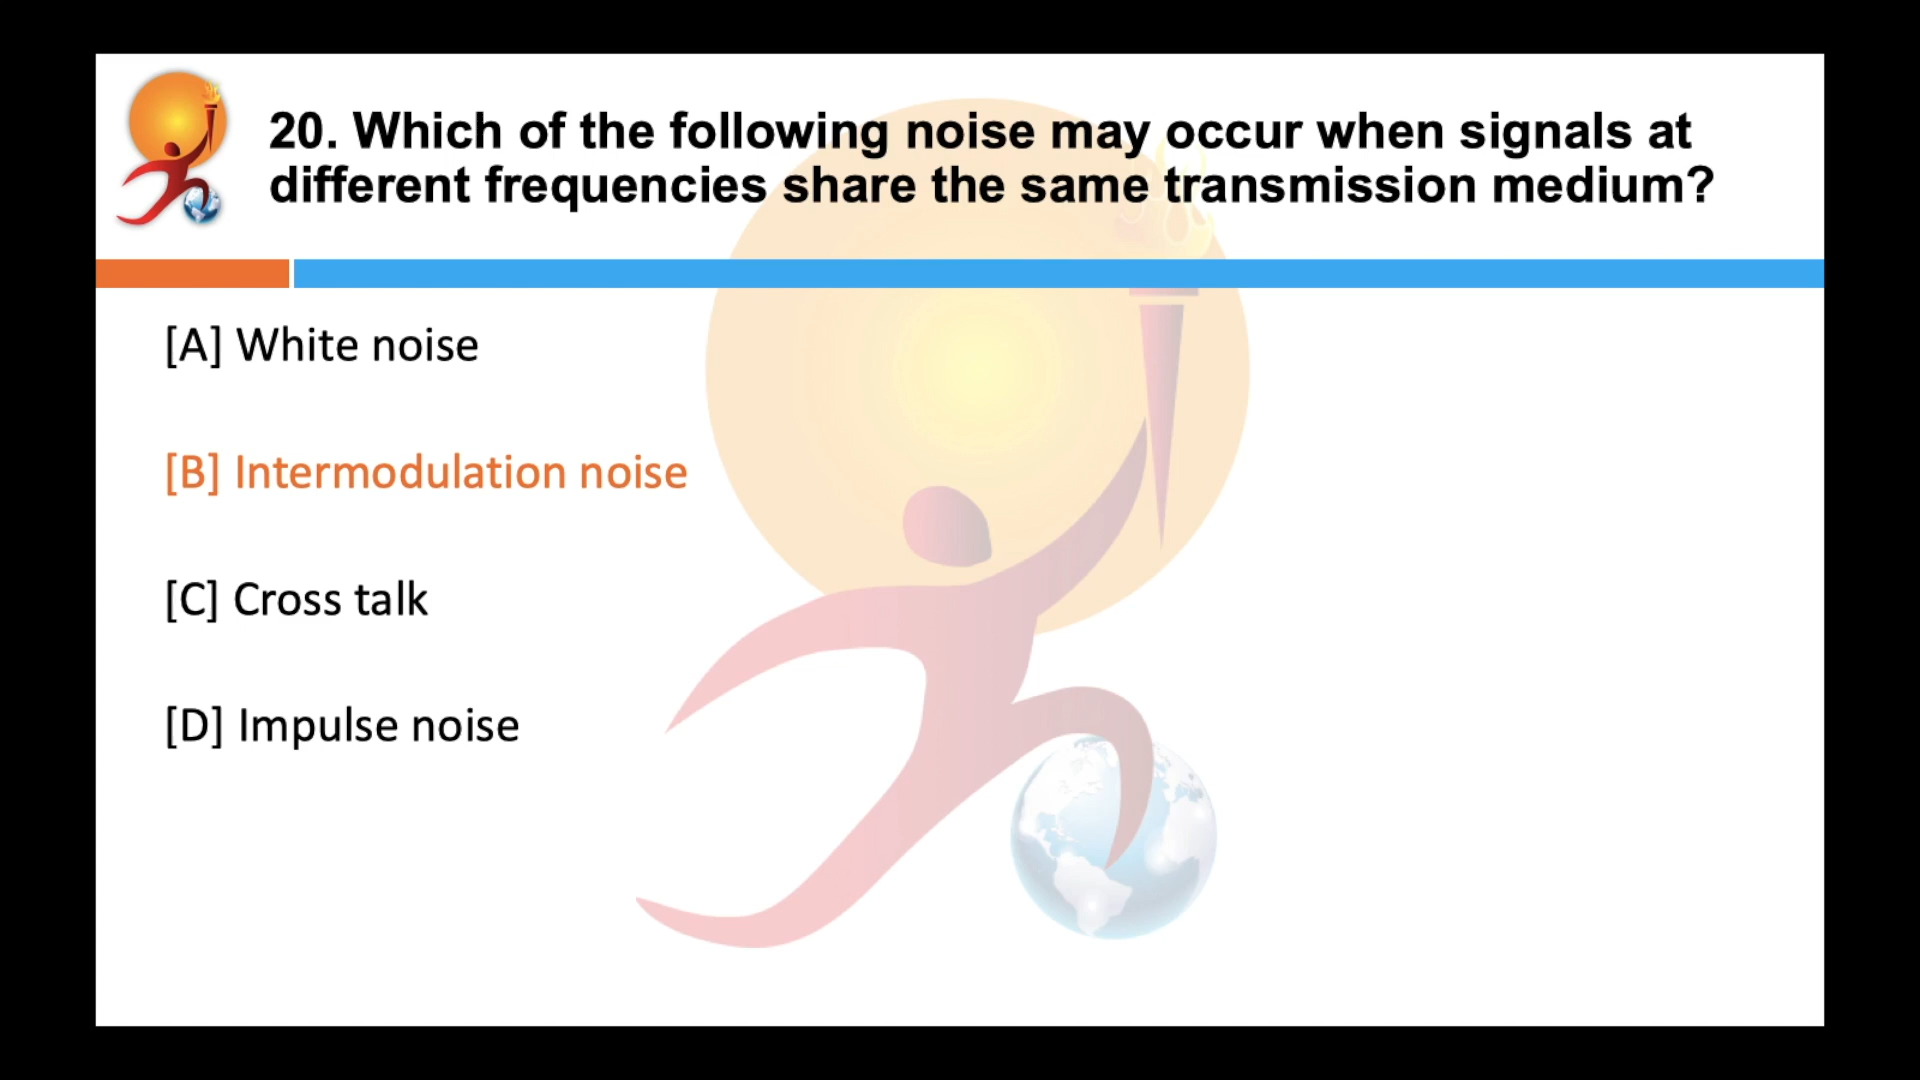 20. Which of the following noise may occur when signals at
different frequencies share the same transmission medium?
[A] White noise
[B] Intermodulation noise
[C] Cross talk
[D] Impulse noise